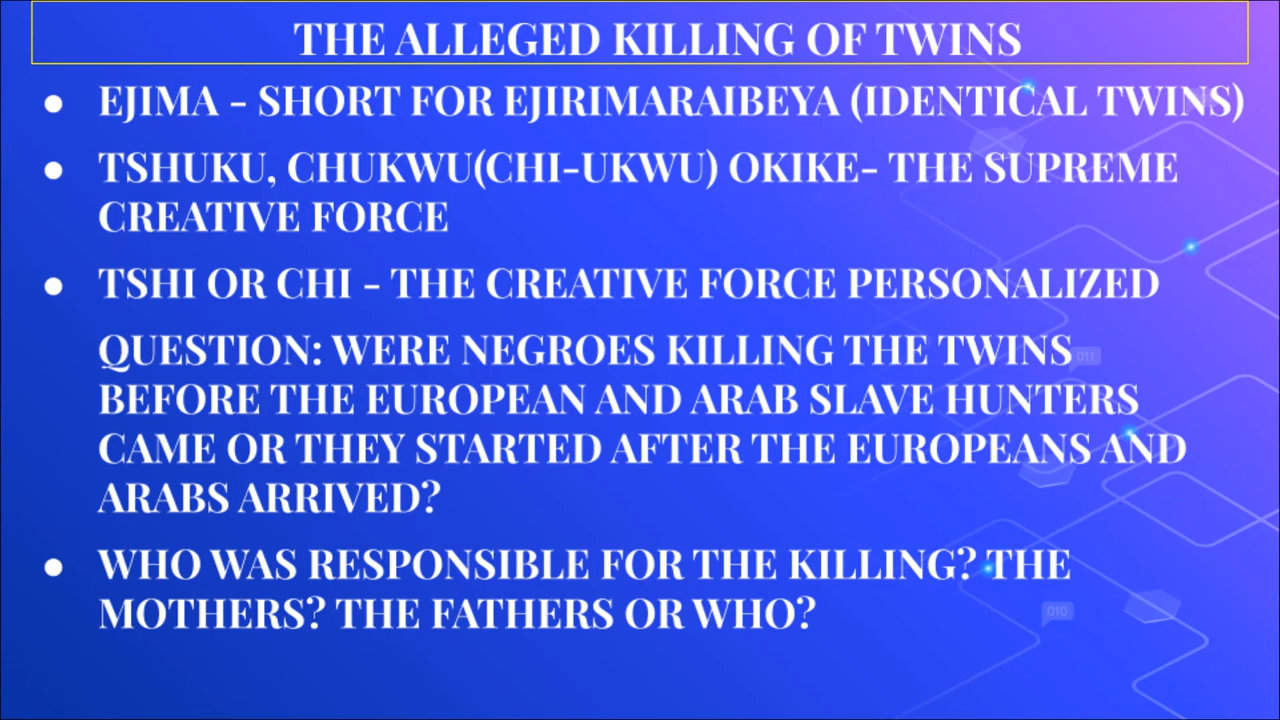 THE ALLEGED KILLING OF TWINS
● EJIMA - SHORT FOR EJIRIMARAIBEYA (IDENTICAL TWINS)
● TSHUKU, CHUKWU(CHI-UKWU) OKIKE- THE SUPREME
CREATIVE FORCE
● TSHI OR CHI - THE CREATIVE FORCE PERSONALIZED
QUESTION: WERE NEGROES KILLING THE TWINS
011
BEFORE THE EUROPEAN AND ARAB SLAVE HUNTERS
CAME OR THEY STARTED AFTER THE EUROPEANS AND
ARABS ARRIVED?
● WHO WAS RESPONSIBLE FOR THE KILLING? THE
MOTHERS? THE FATHERS OR WHO?
010